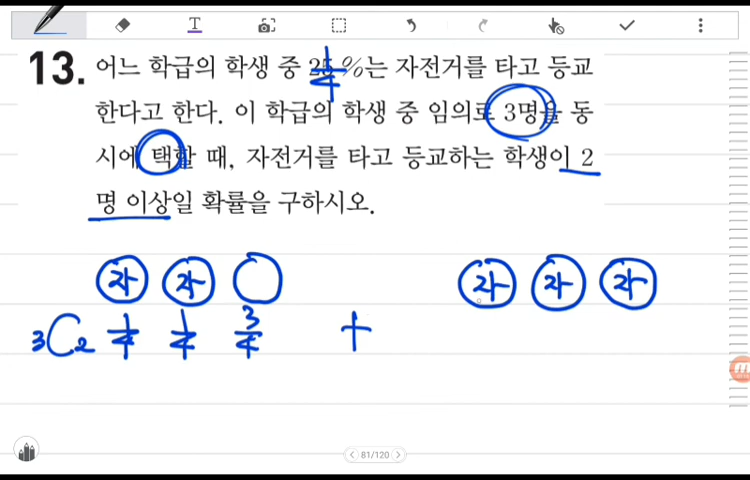 T
13. 어느 학급의 학생 중 25 1/4 %는 자전거를 타고 등교
한다고 한다. 이 학급의 학생 중 임의로 3명을 동
시에 택할 때, 자전거를 타고 등교하는 학생이 2
명 이상일 확률을 구하시오.
자 자 자 자 자
₃C₂ 1/4 1/4 3/4 +
81/120